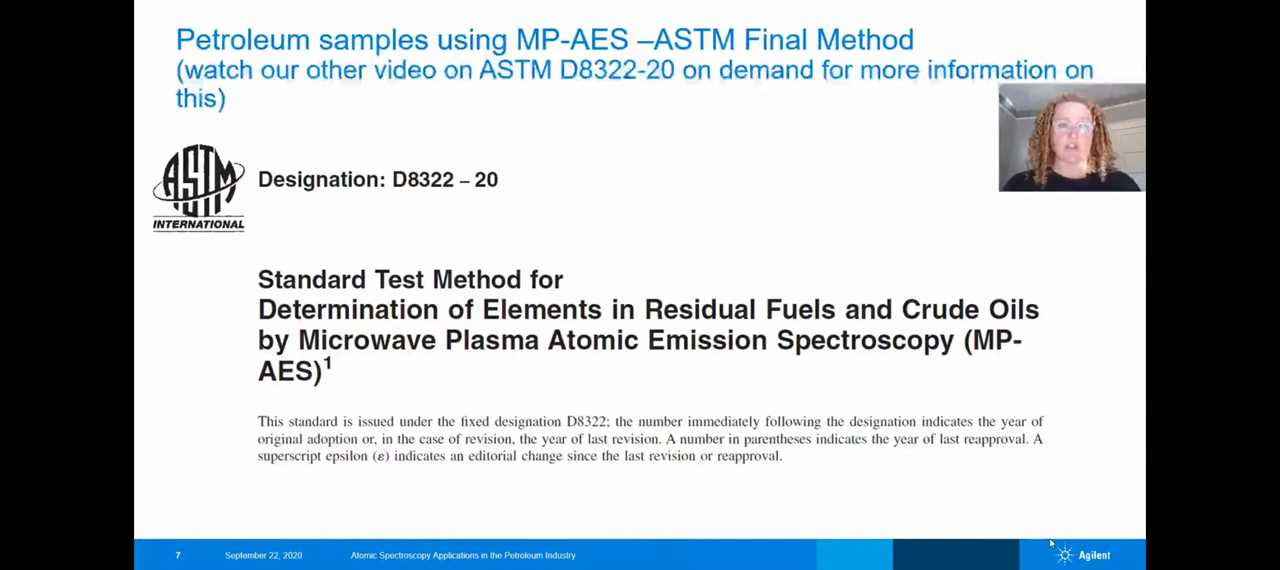 Petroleum samples using MP-AES –ASTM Final Method
(watch our other video on ASTM D8322-20 on demand for more information on
this)
ASTM
INTERNATIONAL
Designation: D8322 – 20
Standard Test Method for
Determination of Elements in Residual Fuels and Crude Oils
by Microwave Plasma Atomic Emission Spectroscopy (MP-
AES)1
This standard is issued under the fixed designation D8322; the number immediately following the designation indicates the year of
original adoption or, in the case of revision, the year of last revision. A number in parentheses indicates the year of last reapproval. A
superscript epsilon (ε) indicates an editorial change since the last revision or reapproval.
7 September 22, 2020 Atomic Spectroscopy Applications in the Petroleum Industry Agilent